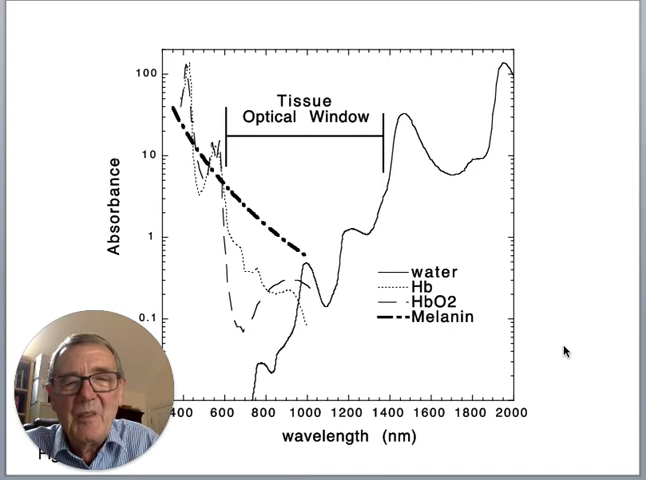 100
Tissue
Optical Window
10
Absorbance
1
water
Hb
HbO2
0.1
Melanin
400 600 800 1000 1200 1400 1600 1800 2000
wavelength (nm)